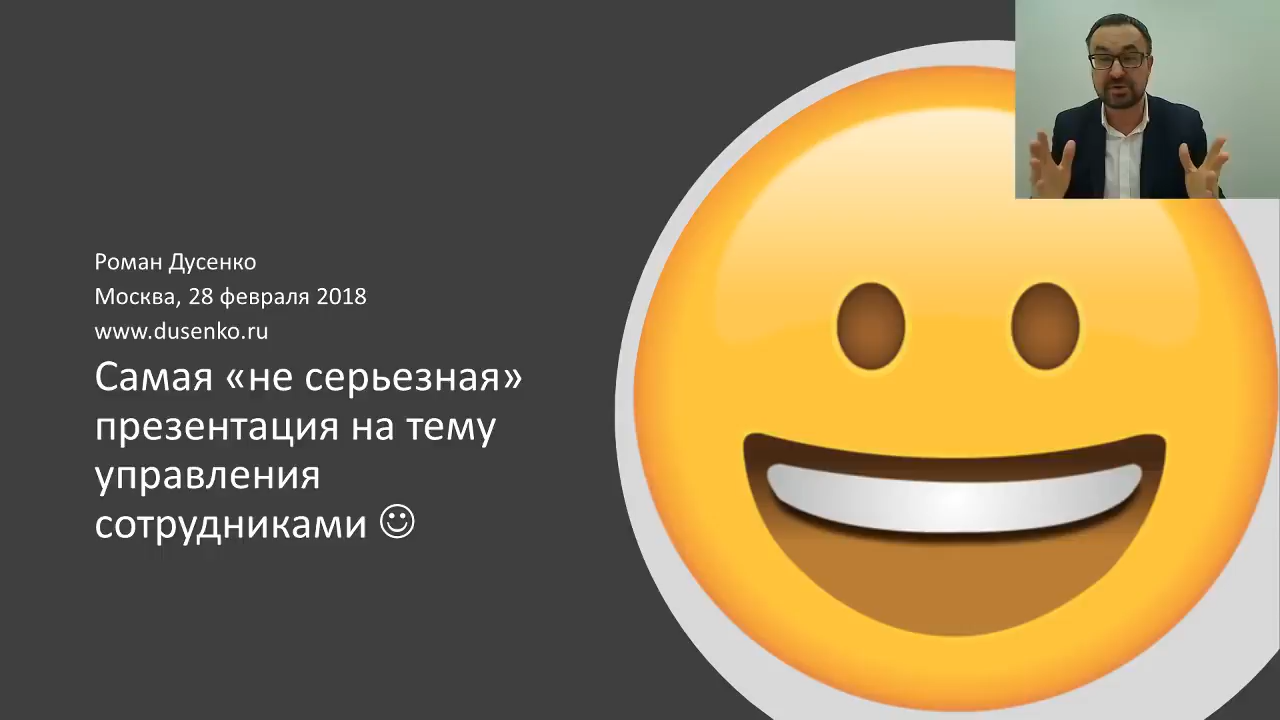 Роман Дусенко
Москва, 28 февраля 2018
www.dusenko.ru
Самая «не серьезная»
презентация на тему
управления
сотрудниками ☺